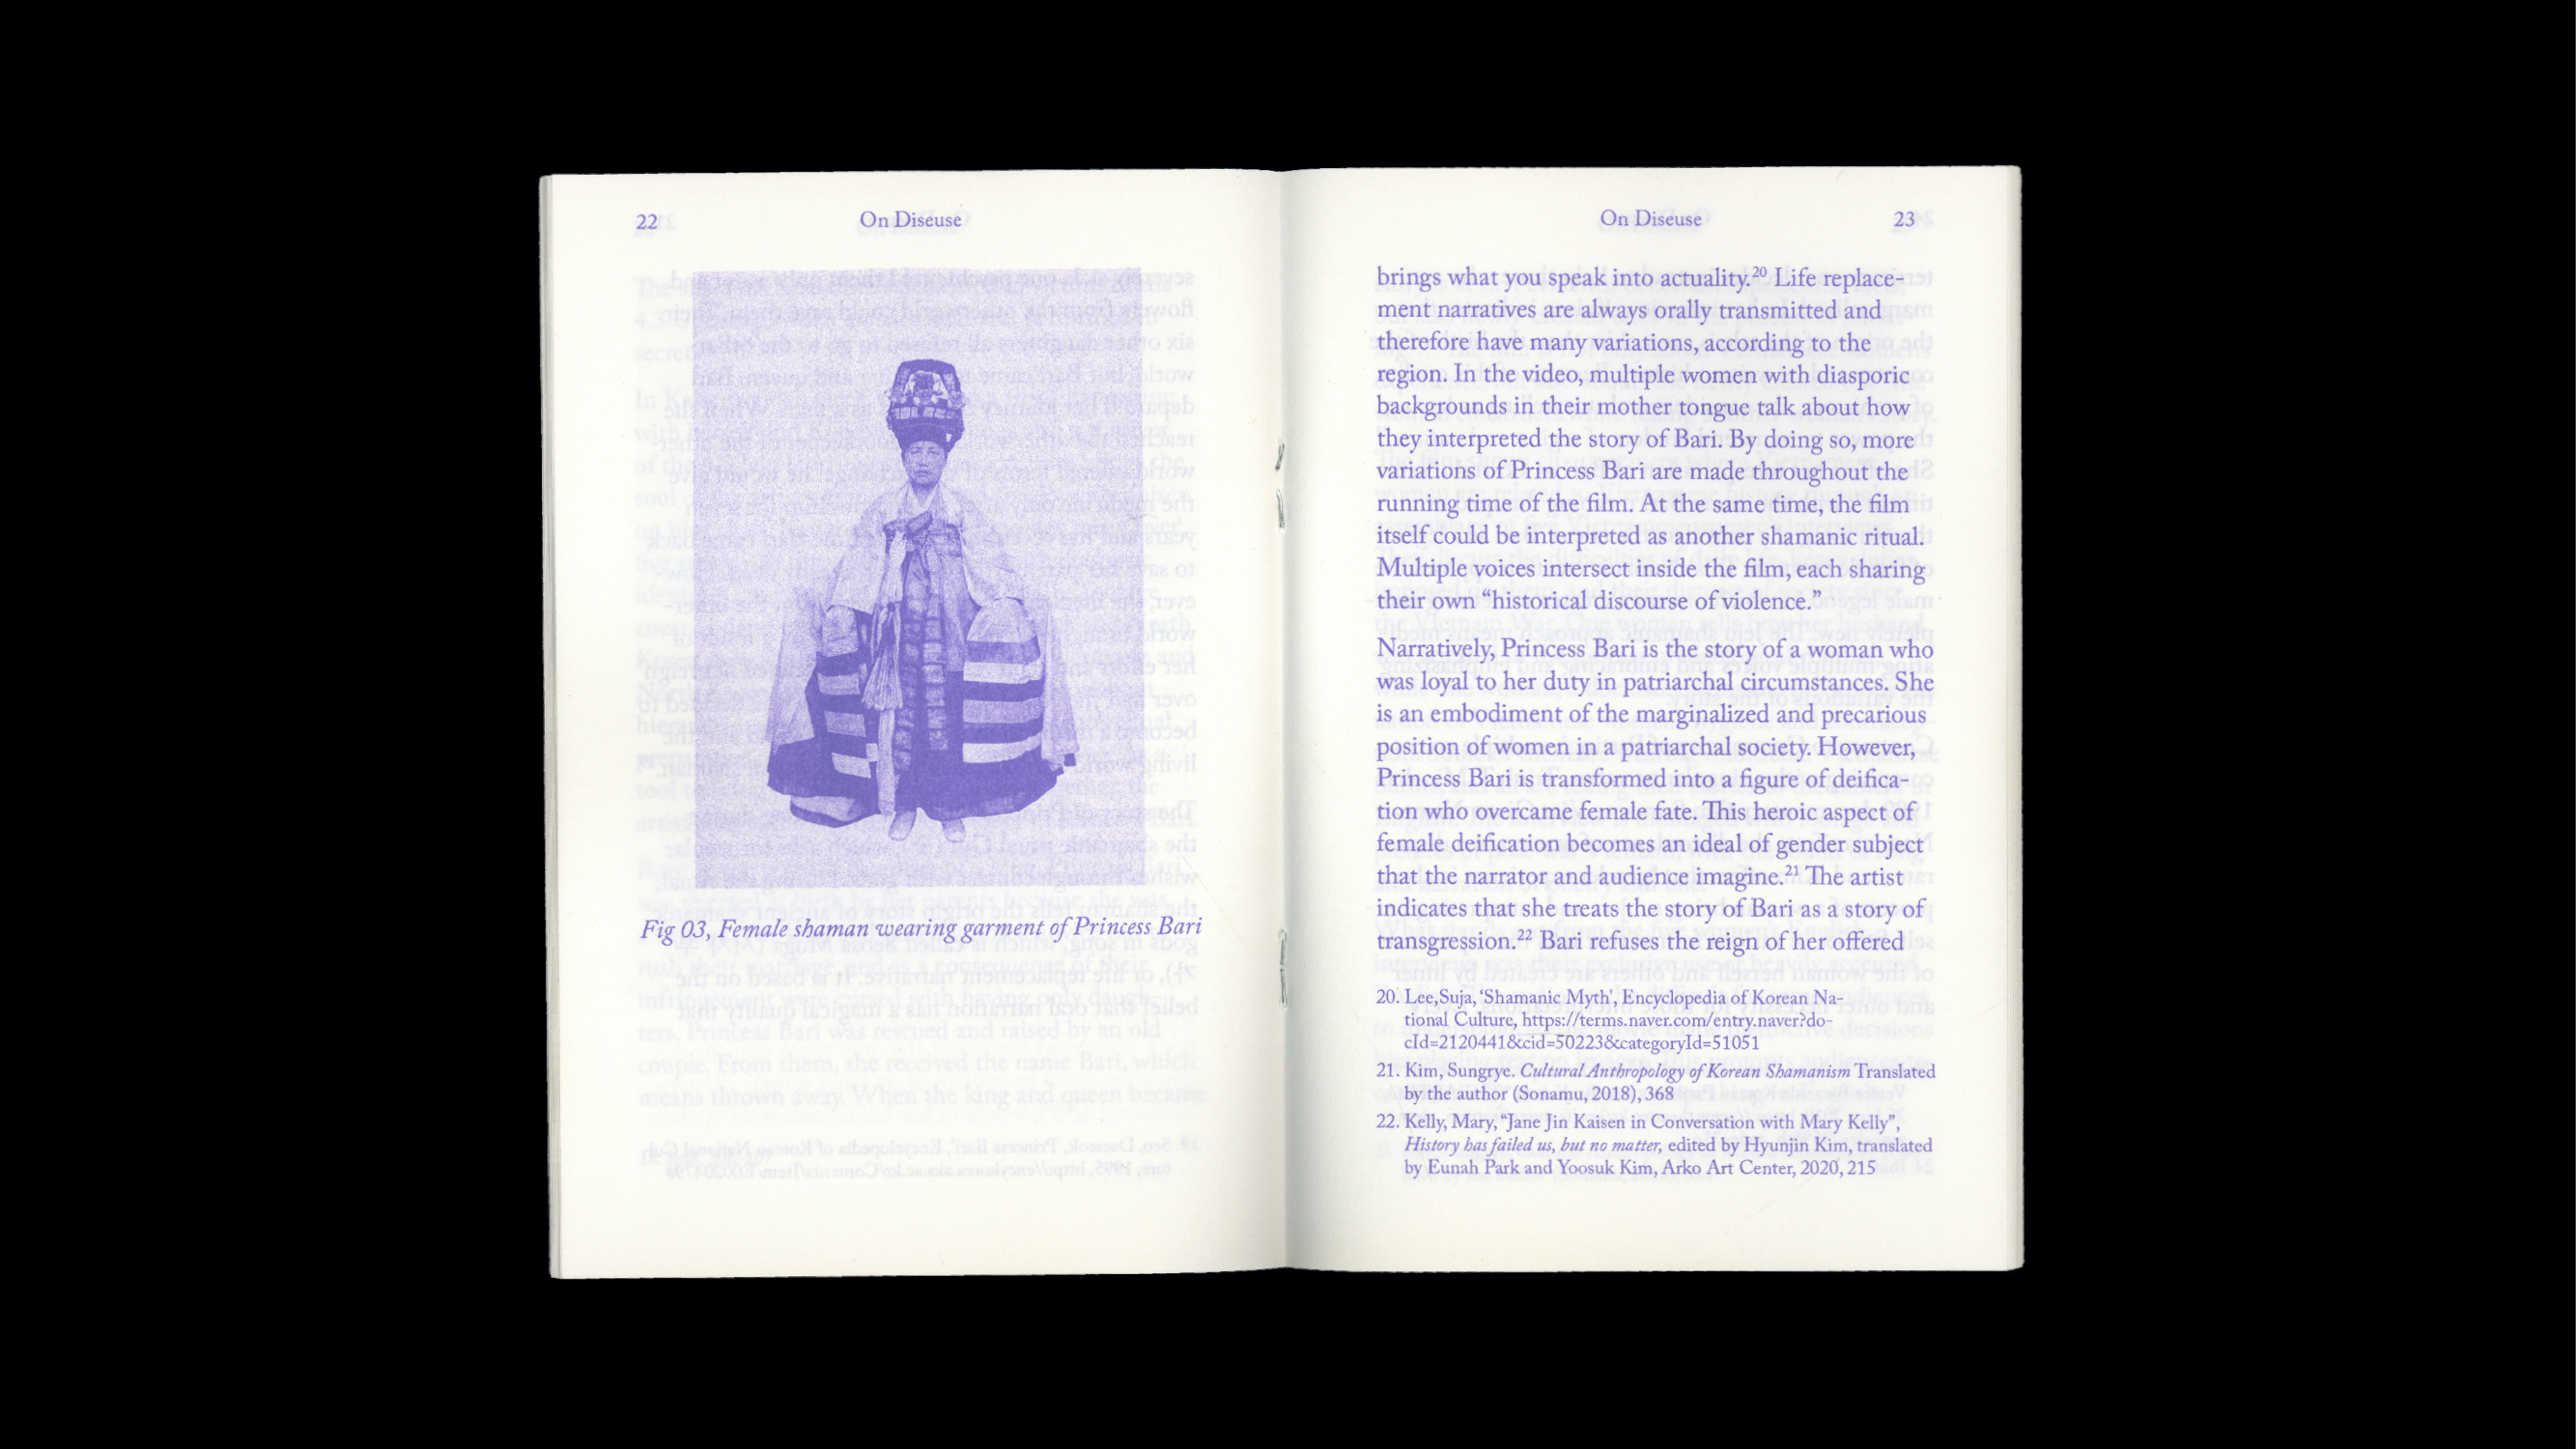 22
On Diseuse
Fig 03, Female shaman wearing garment of Princess Bari
On Diseuse
23
brings what you speak into actuality.20 Life replace-
ment narratives are always orally transmitted and
therefore have many variations, according to the
region. In the video, multiple women with diasporic
backgrounds in their mother tongue talk about how
they interpreted the story of Bari. By doing so, more
variations of Princess Bari are made throughout the
running time of the film. At the same time, the film
itself could be interpreted as another shamanic ritual.
Multiple voices intersect inside the film, each sharing
their own “historical discourse of violence.”
Narratively, Princess Bari is the story of a woman who
was loyal to her duty in patriarchal circumstances. She
is an embodiment of the marginalized and precarious
position of women in a patriarchal society. However,
Princess Bari is transformed into a figure of deifica-
tion who overcame female fate. This heroic aspect of
female deification becomes an ideal of gender subject
that the narrator and audience imagine.21 The artist
indicates that she treats the story of Bari as a story of
transgression.22 Bari refuses the reign of her offered
20. Lee,Suja, ‘Shamanic Myth’, Encyclopedia of Korean Na-
tional Culture, https://terms.naver.com/entry.naver?do-
cId=2120441&cid=50223&categoryId=51051
21. Kim, Sungrye. Cultural Anthropology of Korean Shamanism Translated
by the author (Sonamu, 2018), 368
22. Kelly, Mary, “Jane Jin Kaisen in Conversation with Mary Kelly”,
History has failed us, but no matter, edited by Hyunjin Kim, translated
by Eunah Park and Yoosuk Kim, Arko Art Center, 2020, 215